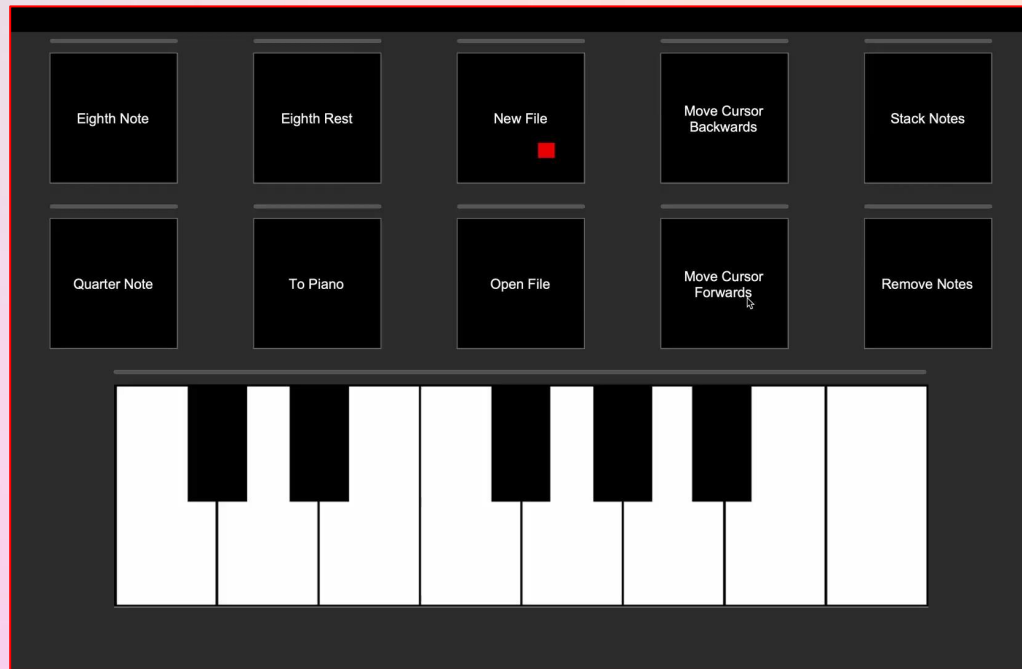 Eighth Note
Eighth Rest
New File
Move Cursor
Backwards
Stack Notes
Quarter Note
To Piano
Open File
Move Cursor
Forwards
Remove Notes